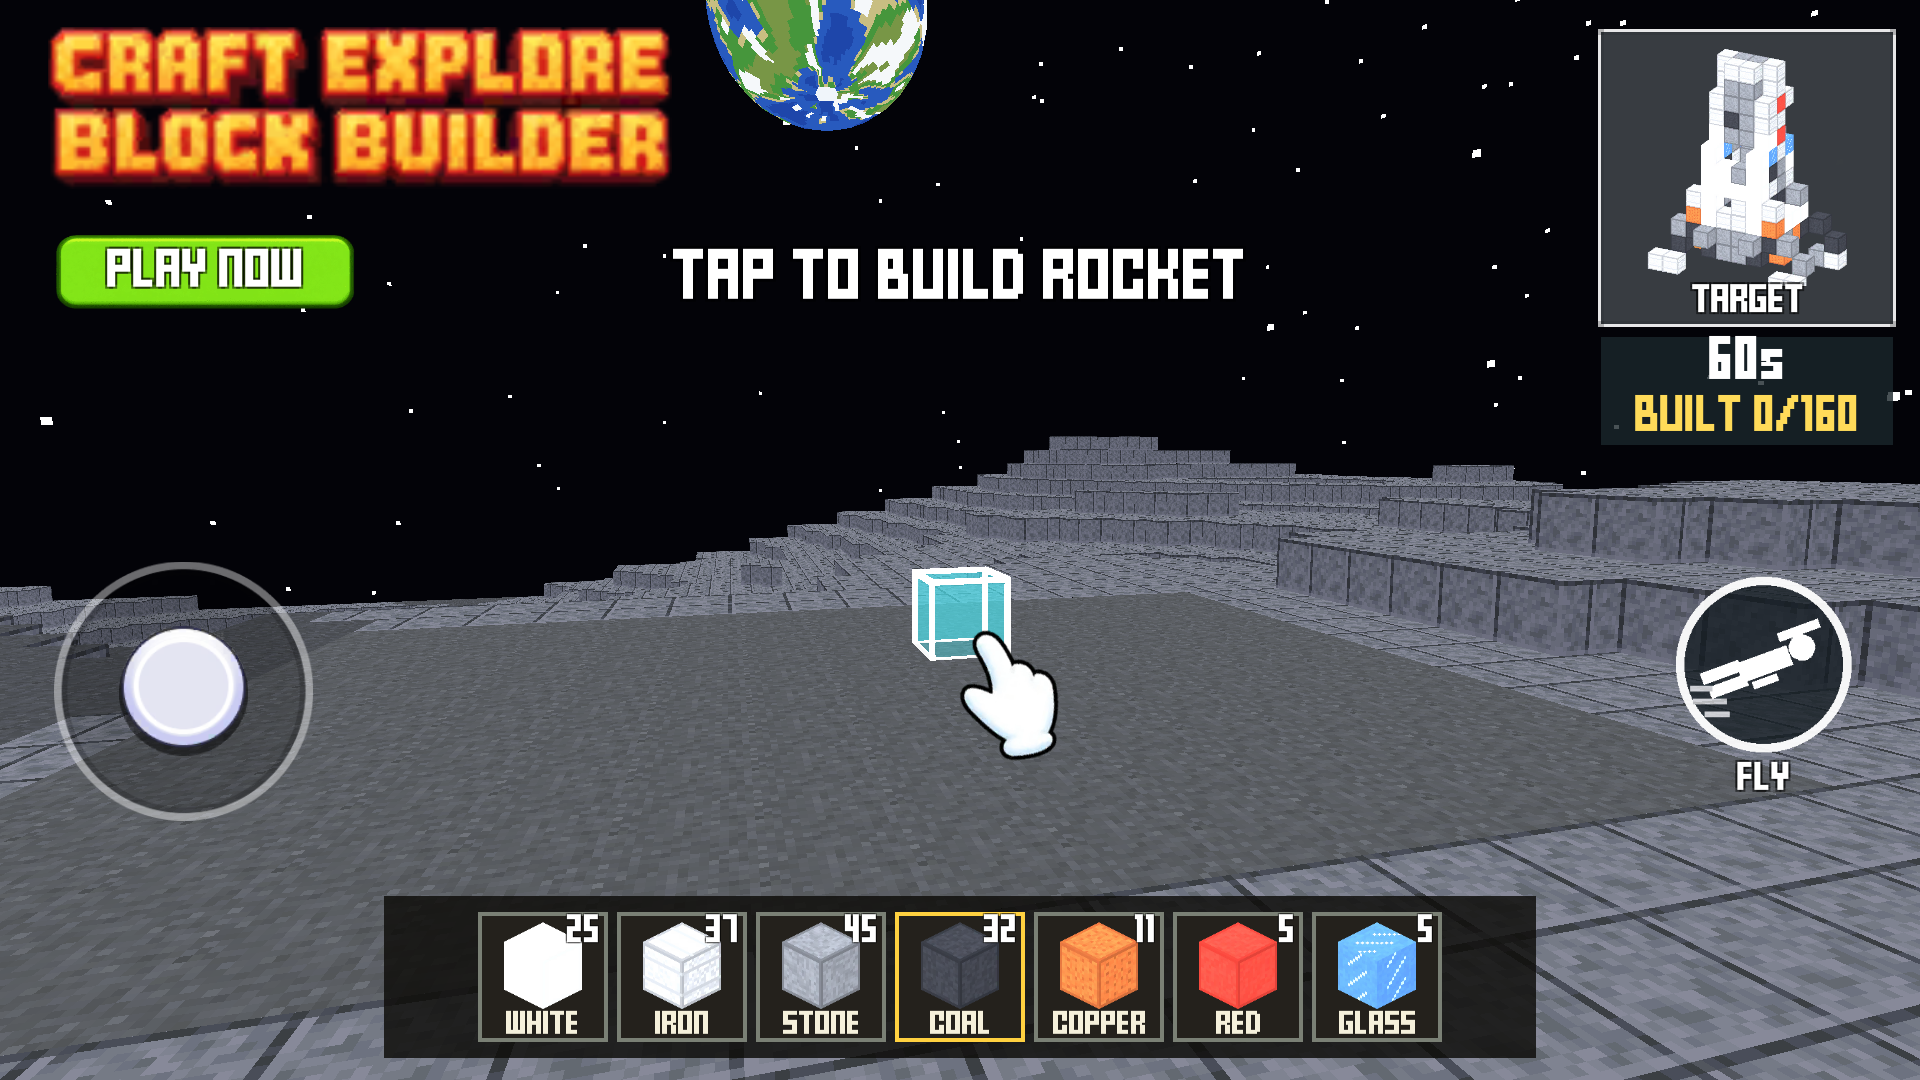 CRAFT EXPLORE
BLOCK BUILDER
PLAY NOW
TAP TO BUILD ROCKET
TARGET
60s
BUILT 0/160
FLY
25
37
45
32
11
5
5
WHITE
IRON
STONE
COAL
COPPER
RED
GLASS